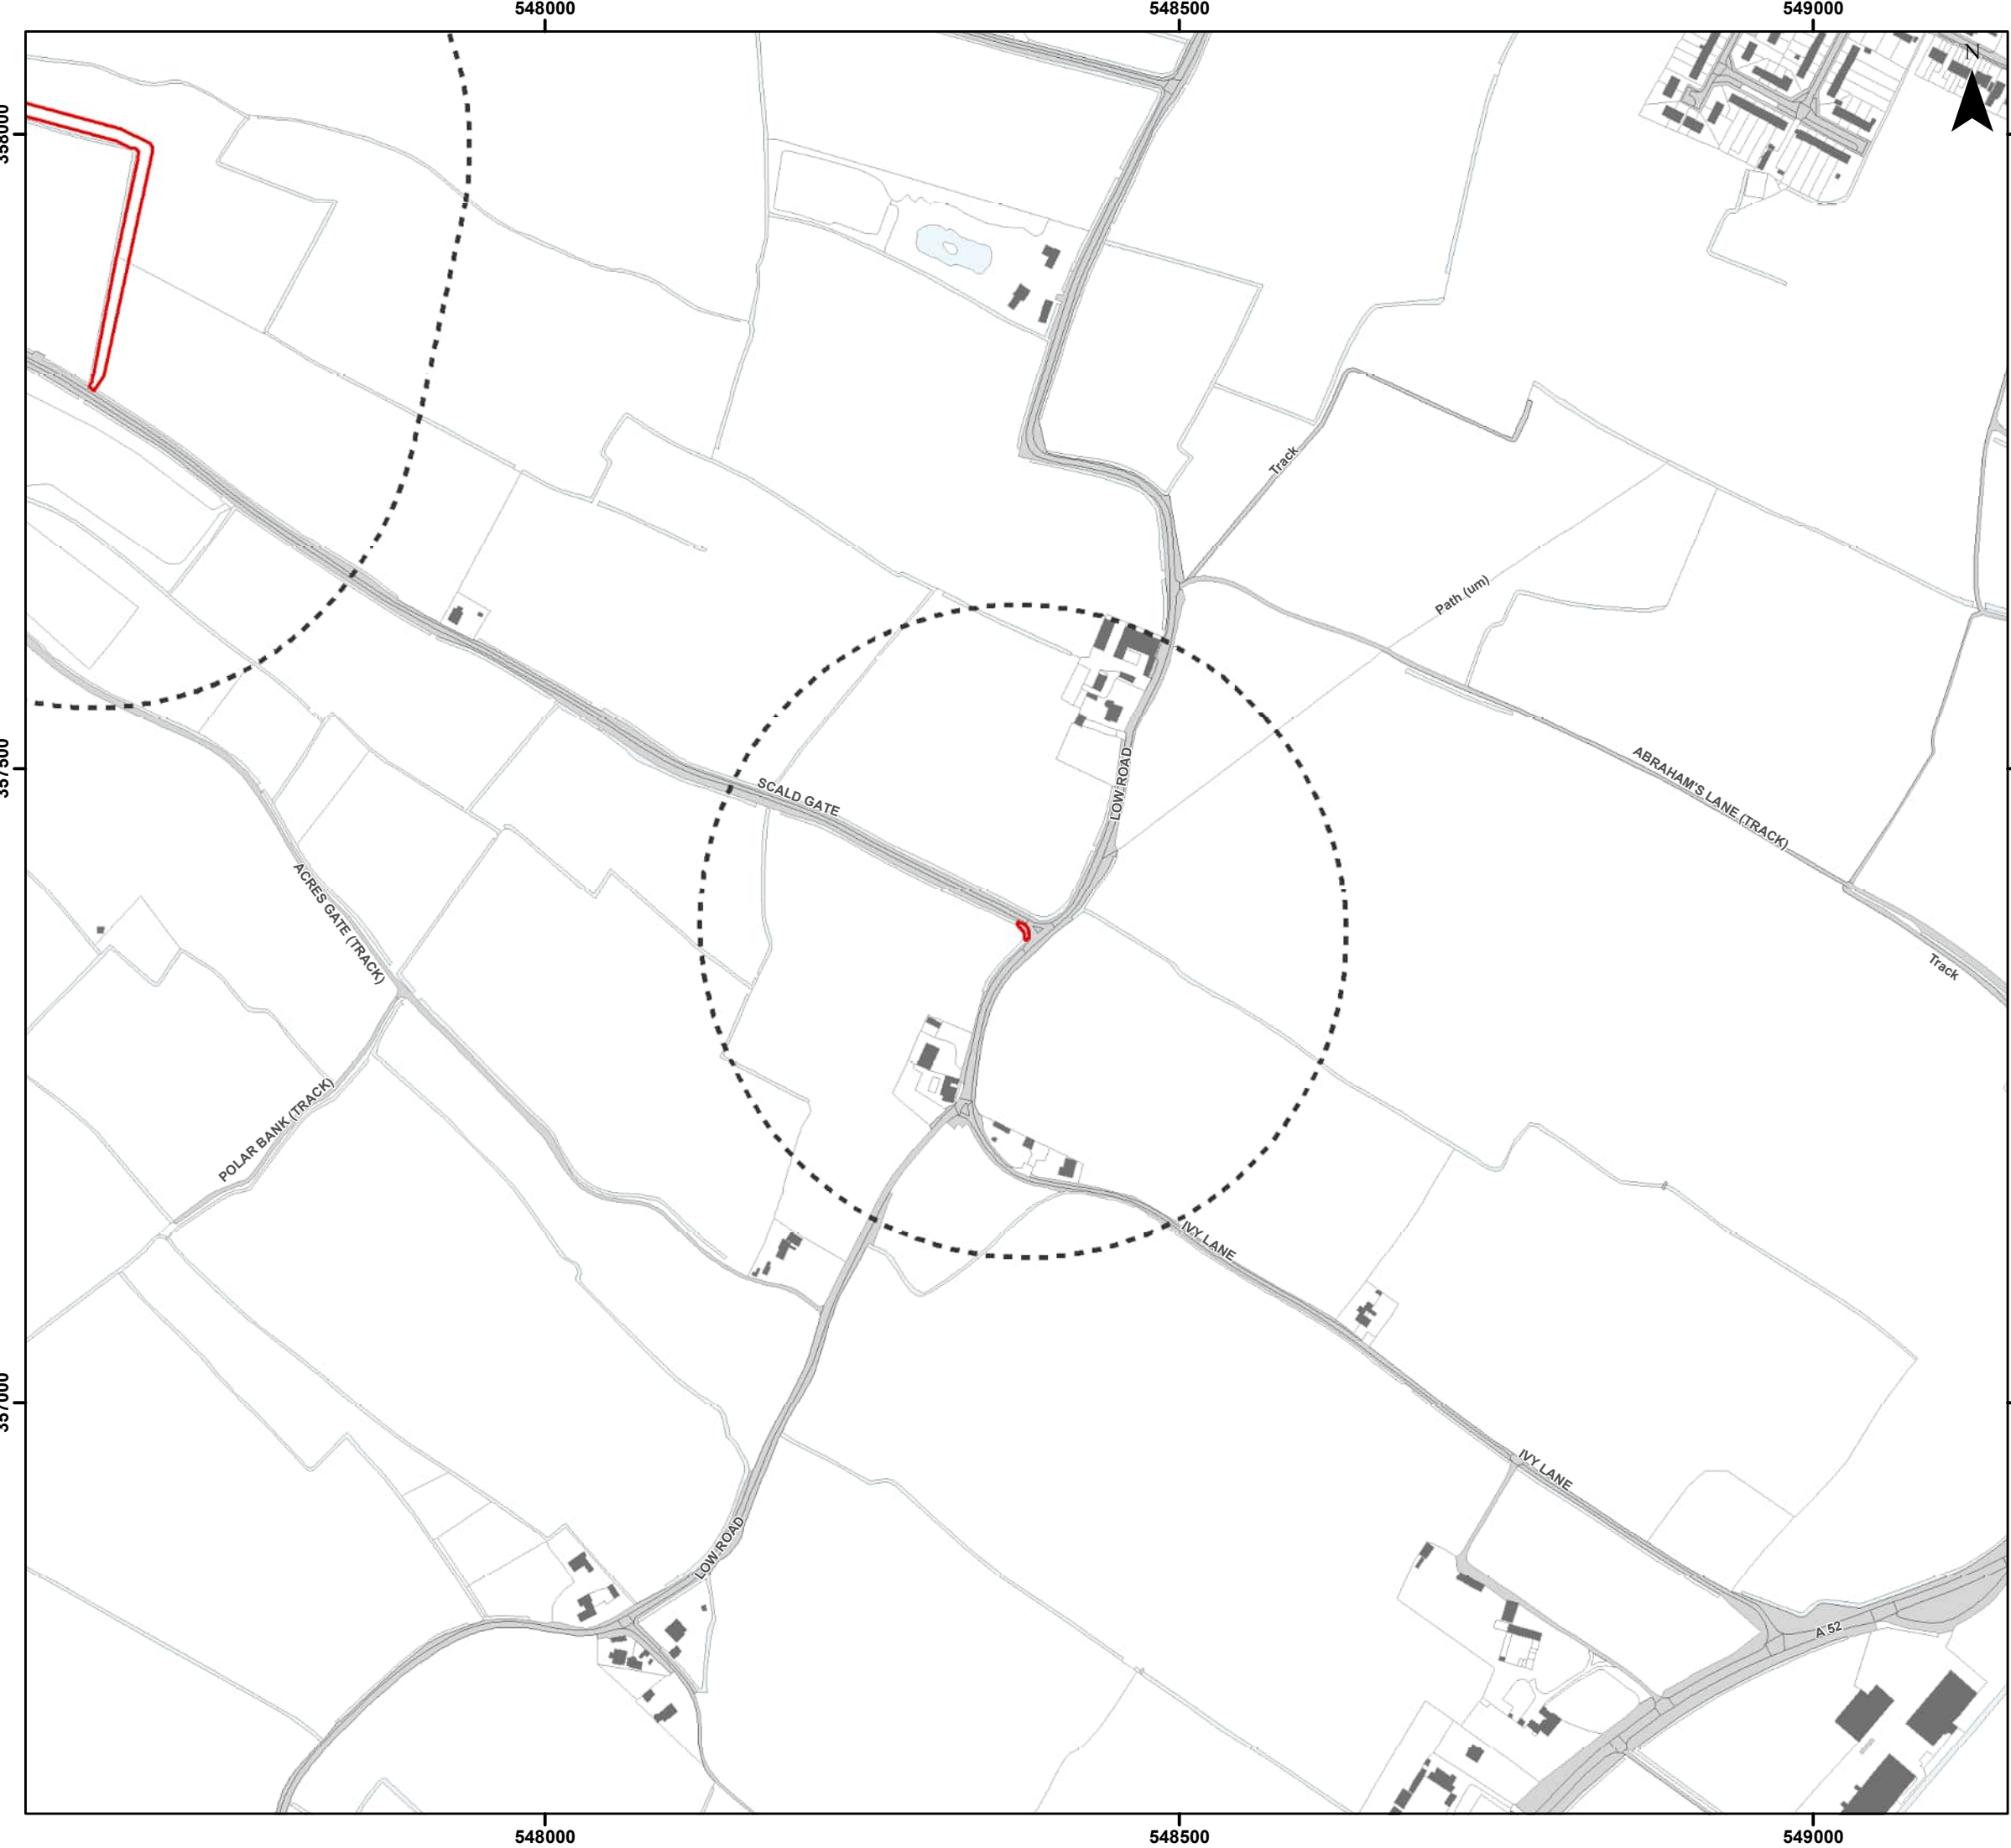 548000
548500
549000
N
358000
Track
Path (um)
357500
SCALD GATE
LOW ROAD
ABRAHAM'S LANE (TRACK)
ACRES GATE (TRACK)
Track
POLAR BANK (TRACK)
IVY LANE
357000
IVY LANE
LOW ROAD
A 52
548000
548500
549000